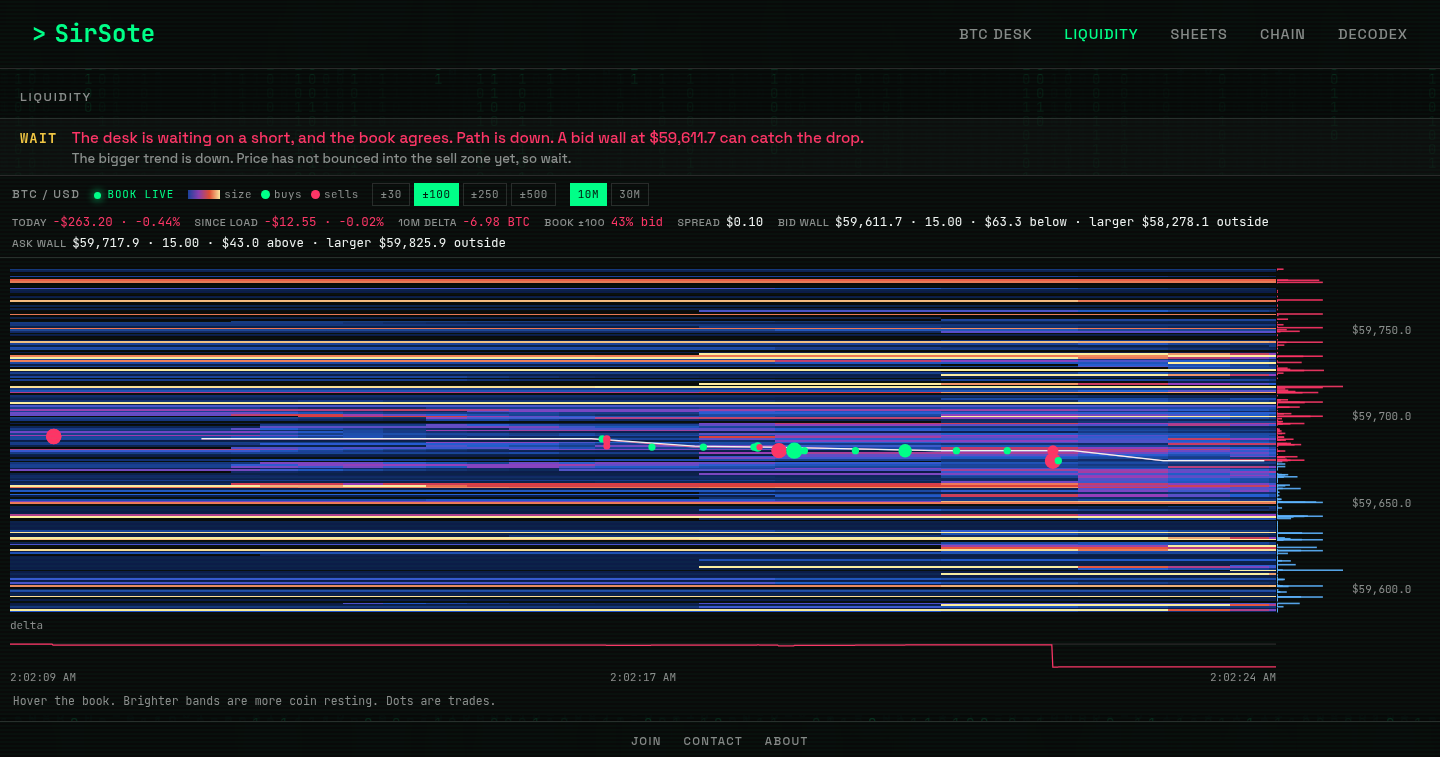 > SirSote
BTC DESK LIQUIDITY SHEETS CHAIN DECODEX
LIQUIDITY
WAIT The desk is waiting on a short, and the book agrees. Path is down. A bid wall at $59,611.7 can catch the drop.
The bigger trend is down. Price has not bounced into the sell zone yet, so wait.
BTC / USD BOOK LIVE size buys sells ±30 ±100 ±250 ±500 10M 30M
TODAY -$263.20 · -0.44% SINCE LOAD -$12.55 · -0.02% 10M DELTA -6.98 BTC BOOK ±100 43% bid SPREAD $0.10 BID WALL $59,611.7 · 15.00 · $63.3 below · larger $58,278.1 outside
ASK WALL $59,717.9 · 15.00 · $43.0 above · larger $59,825.9 outside
$59,750.0
$59,700.0
$59,650.0
$59,600.0
delta
2:02:09 AM 2:02:17 AM 2:02:24 AM
Hover the book. Brighter bands are more coin resting. Dots are trades.
JOIN CONTACT ABOUT